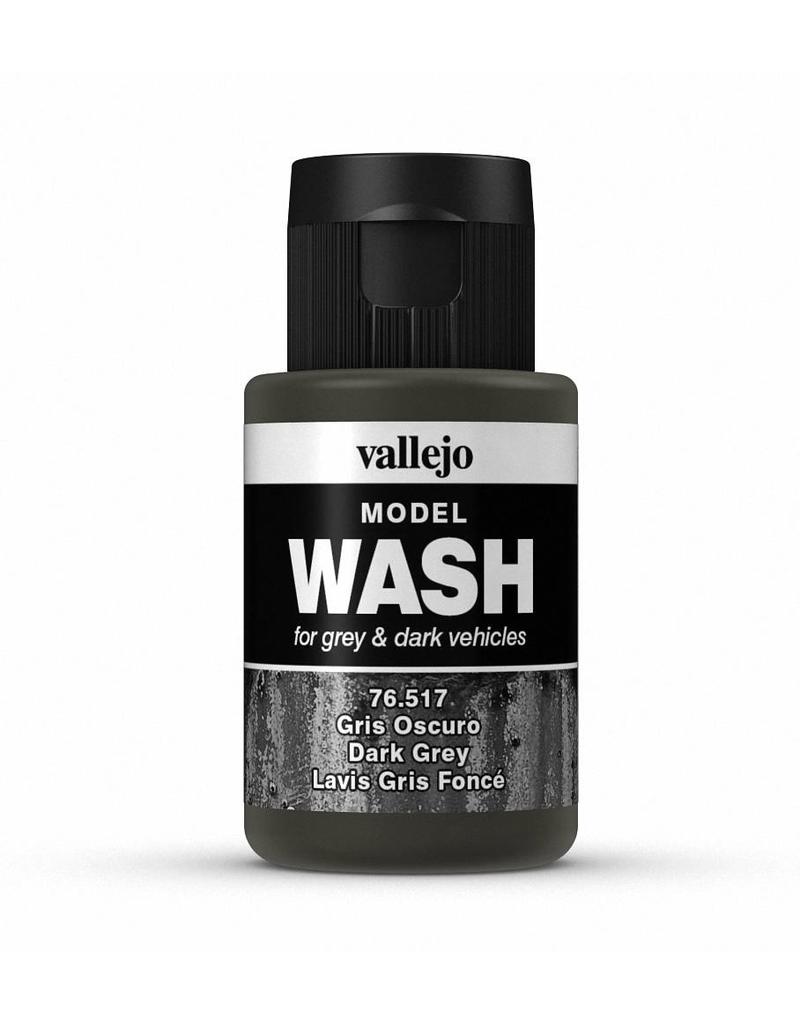 vallejo
MODEL
WASH
for grey & dark vehicles
76.517
Gris Oscuro
Dark Grey
Lavis Gris Foncé